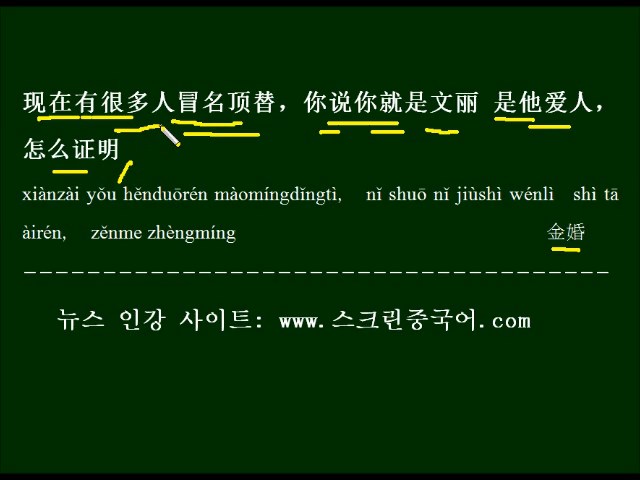 现在有很多人冒名顶替，你说你就是文丽 是他爱人，
怎么证明
xiànzài yǒu hěnduōrén màomíngdǐngtì, nǐ shuō nǐ jiùshì wénlì shì tā
àirén, zěnme zhèngmíng 金婚
뉴스 인강 사이트: www.스크린중국어.com